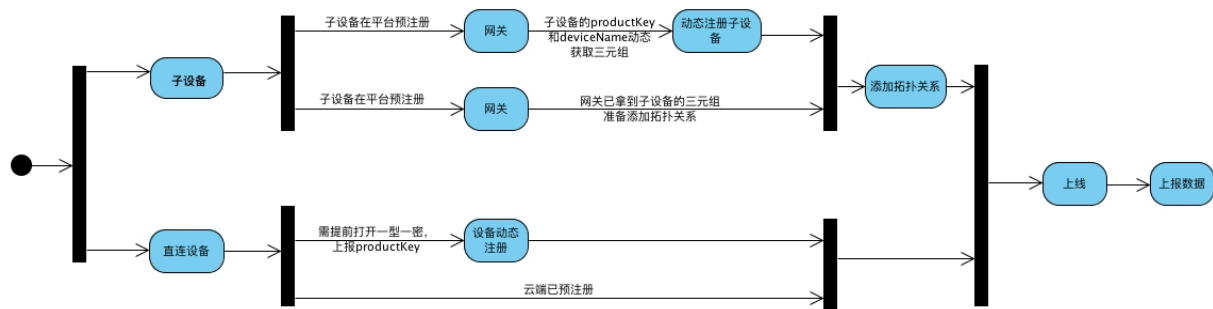 子设备
子设备在平台预注册
网关
子设备的productKey
和deviceName动态
获取三元组
动态注册子设
备
子设备在平台预注册
网关
网关已拿到子设备的三元组
准备添加拓扑关系
添加拓扑关系
上线
上报数据
直连设备
需提前打开一型一密，
上报productKey
设备动态
注册
云端已预注册